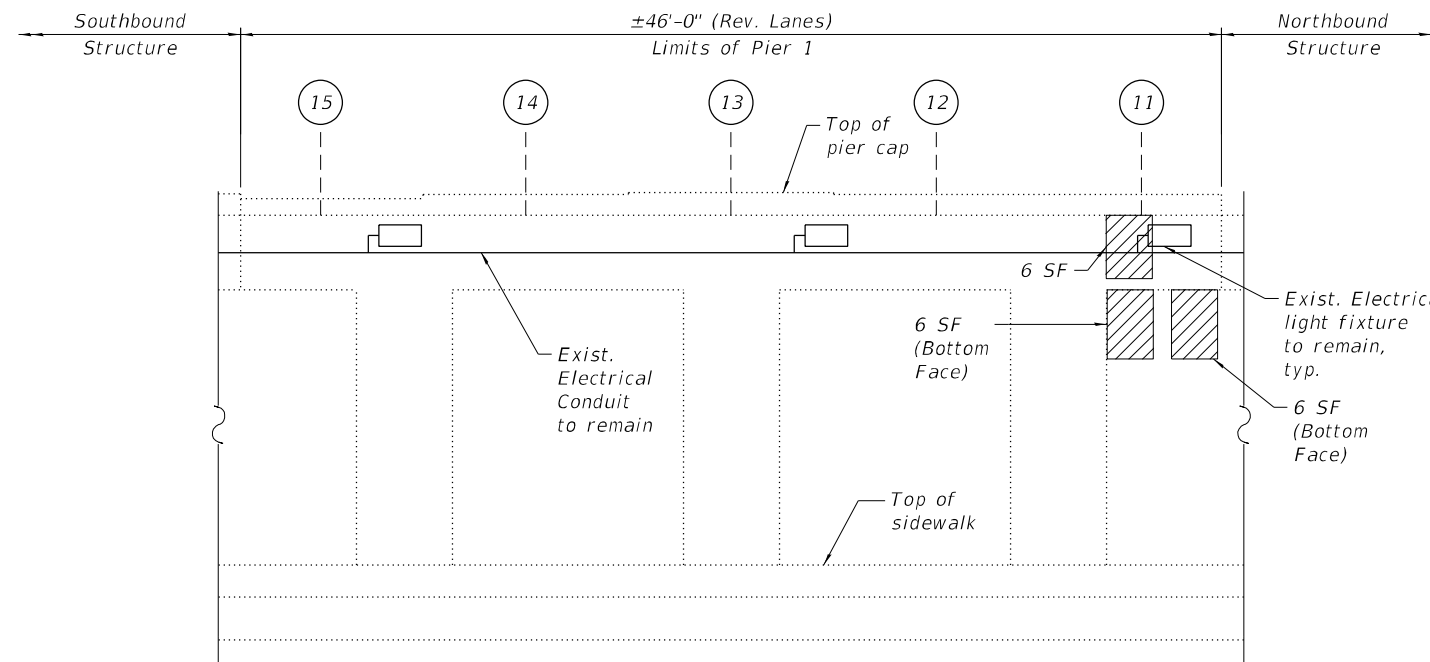 Southbound
Structure
±46'-0" (Rev. Lanes)
Limits of Pier 1
Northbound
Structure
15
14
13
12
11
Top of
pier cap
6 SF
6 SF
(Bottom
Face)
Exist.
Electrical
Conduit
to remain
Exist. Electrica
light fixture
to remain,
typ.
6 SF
(Bottom
Face)
Top of
sidewalk